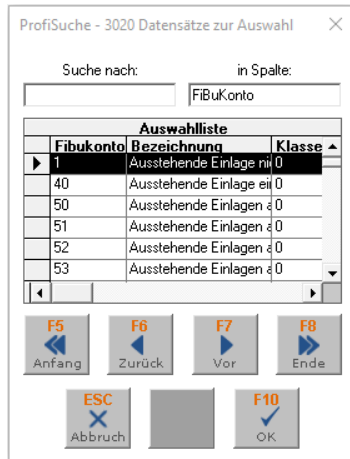 ProfiSuche - 3020 Datensätze zur Auswahl
Suche nach: in Spalte:
FiBuKonto
Auswahlliste
Fibukonto Bezeichnung Klasse
1 Ausstehende Einlage ni 0
40 Ausstehende Einlage ei 0
50 Ausstehende Einlagen a 0
51 Ausstehende Einlagen a 0
52 Ausstehende Einlagen a 0
53 Ausstehende Einlagen a 0
F5 F6 F7 F8
Anfang Zurück Vor Ende
ESC F10
Abbruch OK